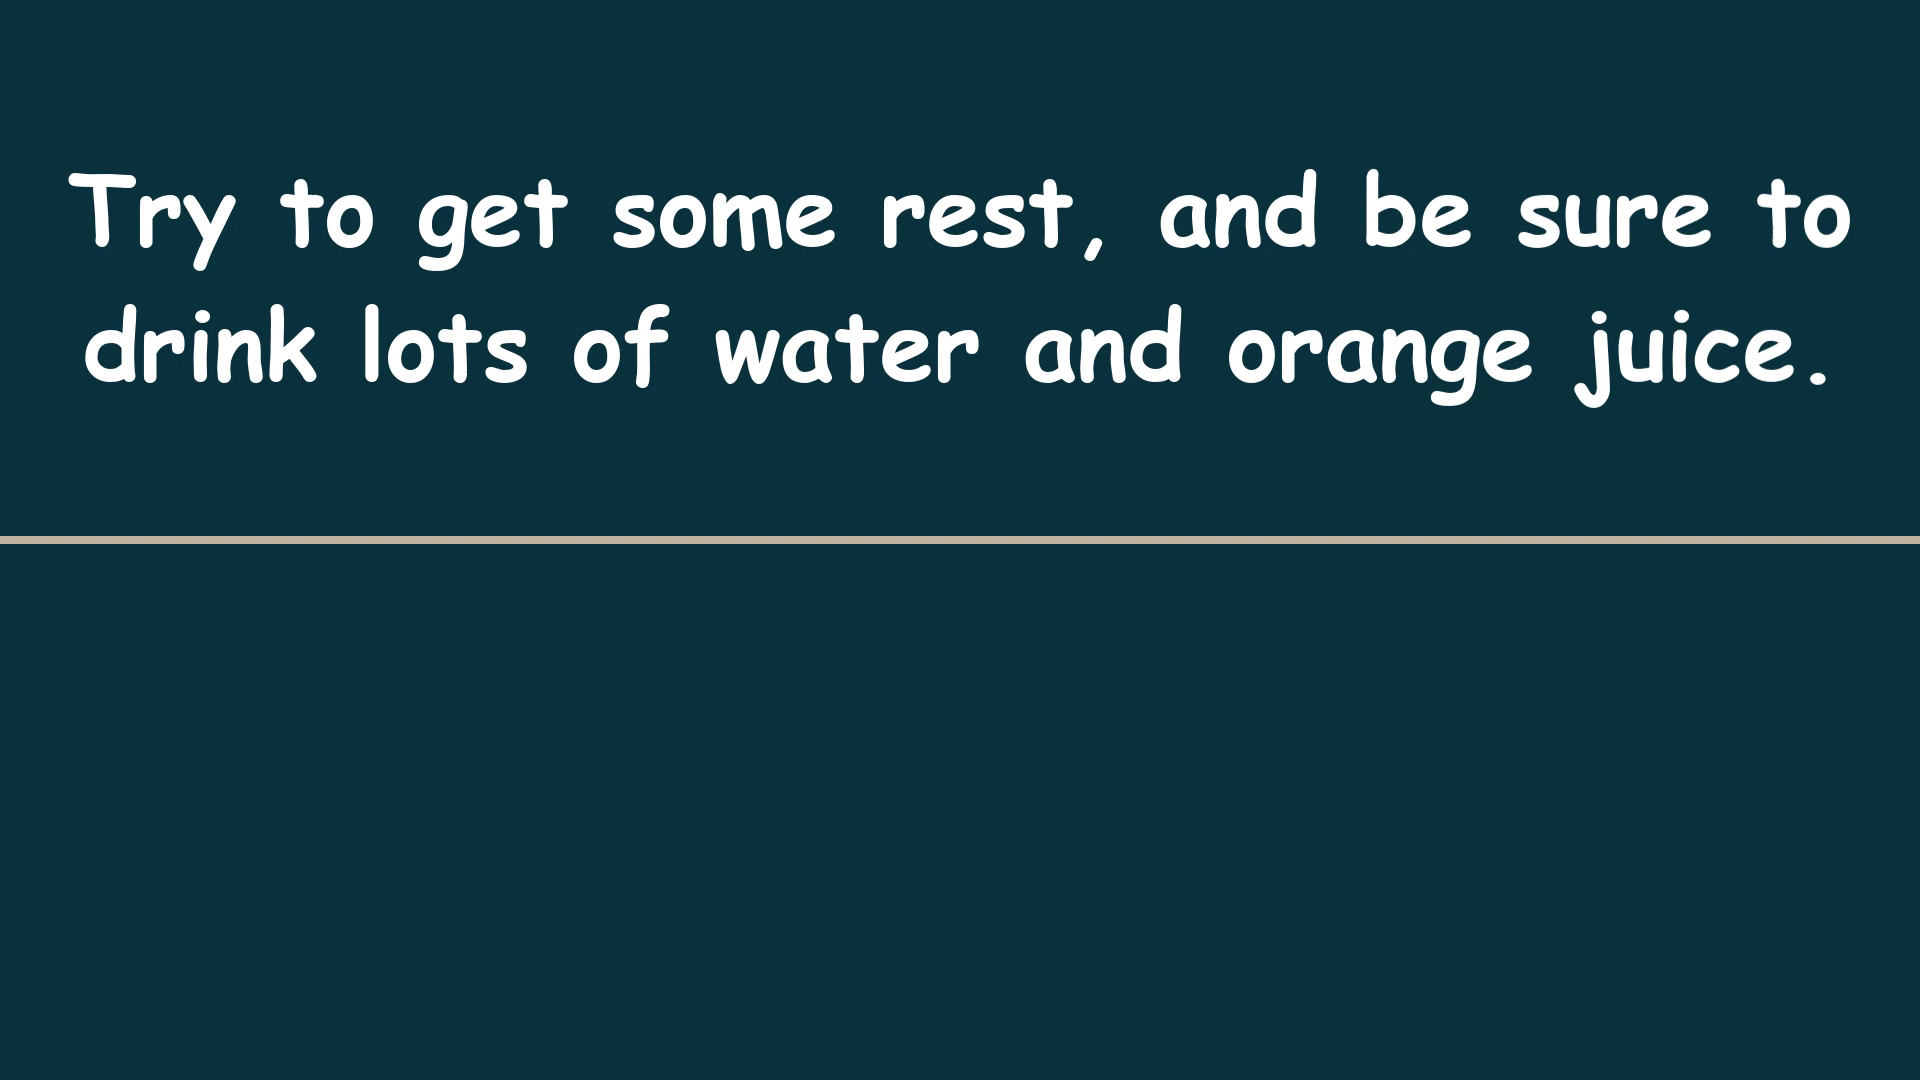 Try to get some rest, and be sure to
drink lots of water and orange juice.